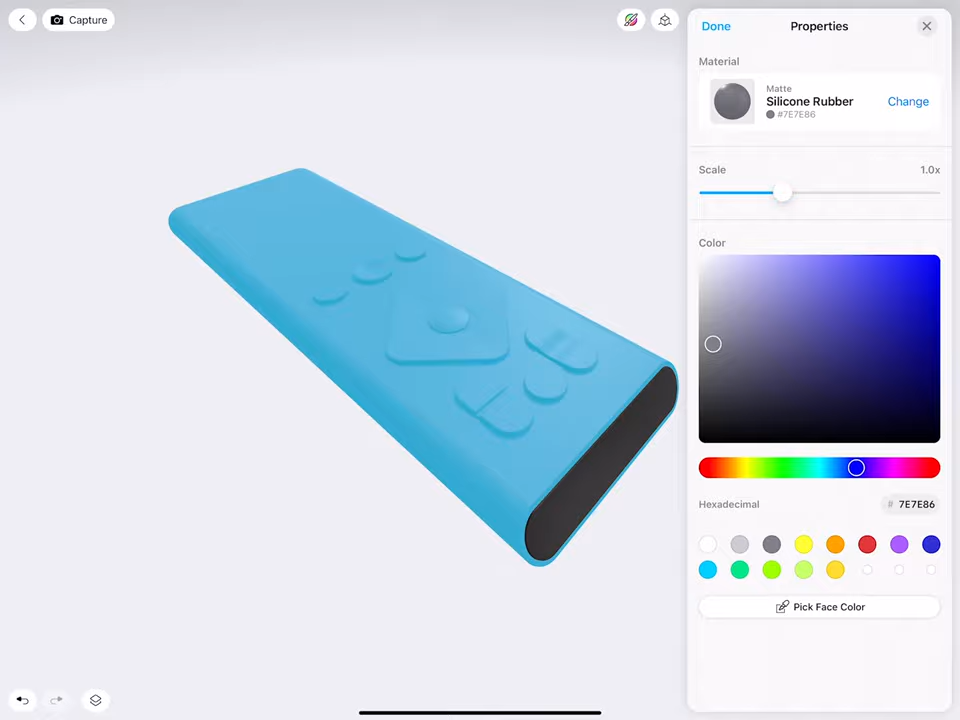 Capture
Done
Properties
Material
Matte
Silicone Rubber
#7E7E86
Change
Scale
1.0x
Color
Hexadecimal
# 7E7E86
Pick Face Color